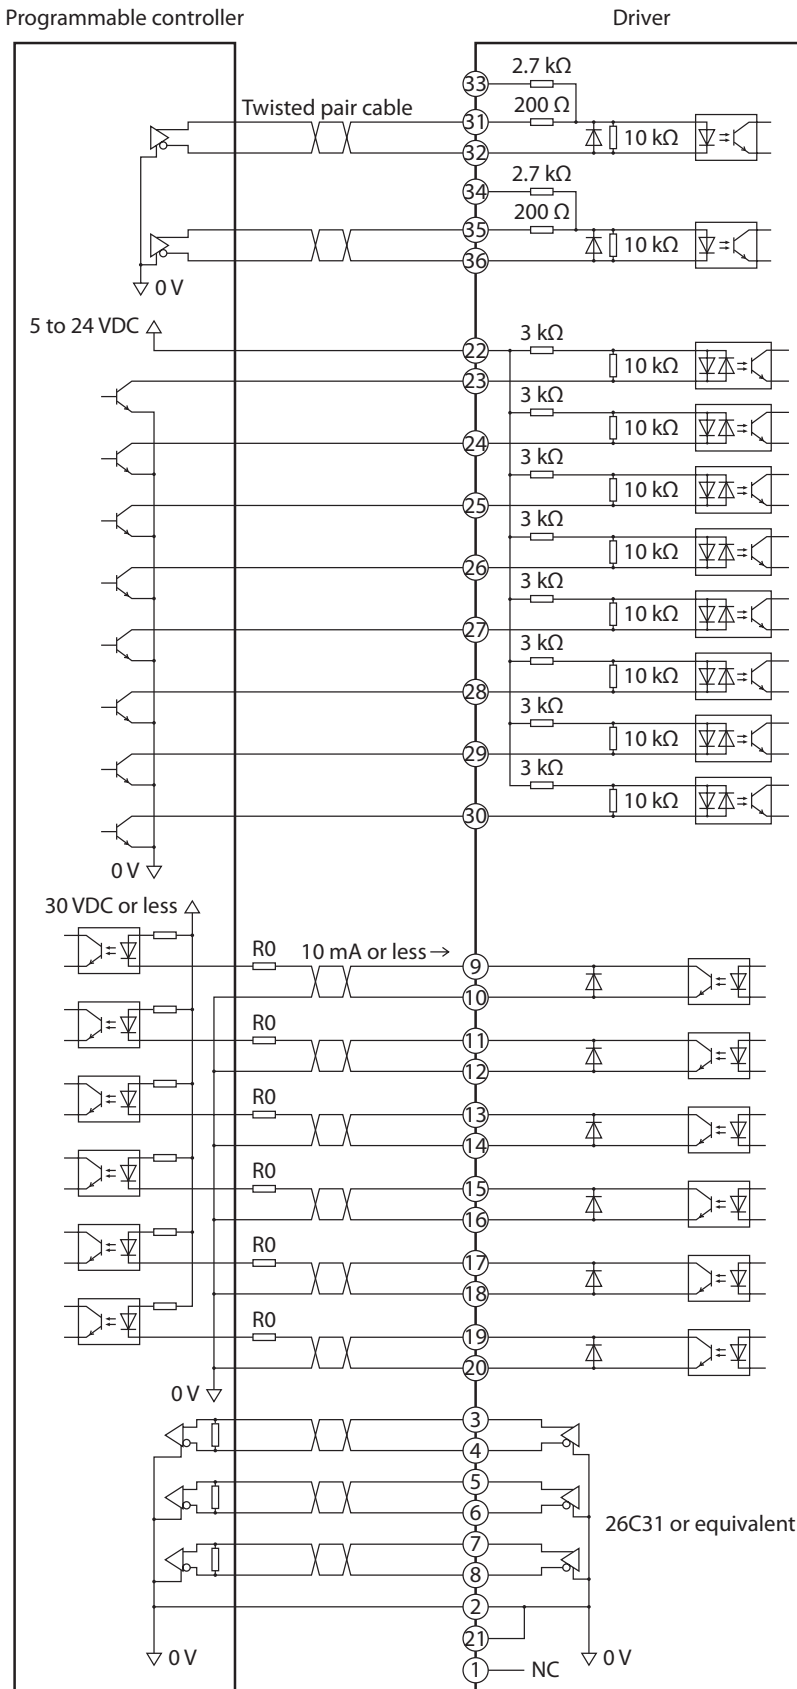 Programmable controller
Driver
33
2.7 kΩ
Twisted pair cable
31
200 Ω
10 kΩ
32
2.7 kΩ
34
200 Ω
35
10 kΩ
36
0 V
5 to 24 VDC
22
3 kΩ
10 kΩ
23
3 kΩ
10 kΩ
24
3 kΩ
10 kΩ
25
3 kΩ
10 kΩ
26
3 kΩ
10 kΩ
27
3 kΩ
10 kΩ
28
3 kΩ
10 kΩ
29
3 kΩ
10 kΩ
30
0 V
30 VDC or less
R0
10 mA or less →
9
10
R0
11
12
R0
13
14
R0
15
16
R0
17
18
R0
19
20
0 V
3
4
5
6
26C31 or equivalent
7
8
2
21
0 V
0 V
1
NC